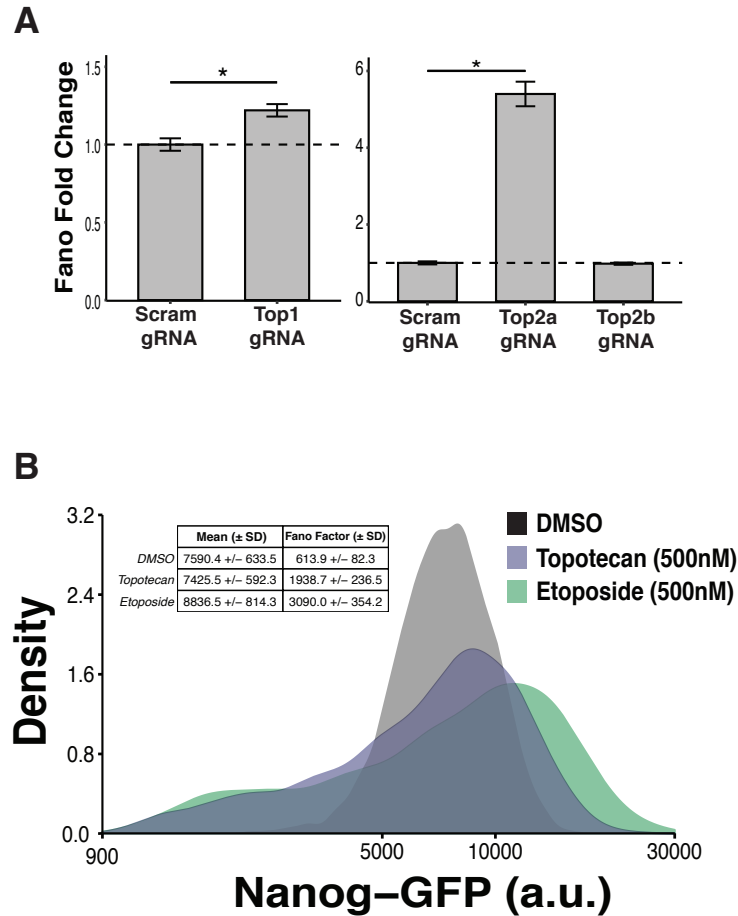 A
Fano Fold Change
1.5
1.0
0.5
0.0
*
Scram
gRNA
Top1
gRNA
6
4
2
0
*
Scram
gRNA
Top2a
gRNA
Top2b
gRNA
B
Density
3.2
2.4
1.6
0.8
0.0
Mean (± SD) Fano Factor (± SD)
DMSO 7590.4 +/- 633.5 613.9 +/- 82.3
Topotecan 7425.5 +/- 592.3 1938.7 +/- 236.5
Etoposide 8836.5 +/- 814.3 3090.0 +/- 354.2
DMSO
Topotecan (500nM)
Etoposide (500nM)
900 5000 10000 30000
Nanog–GFP (a.u.)